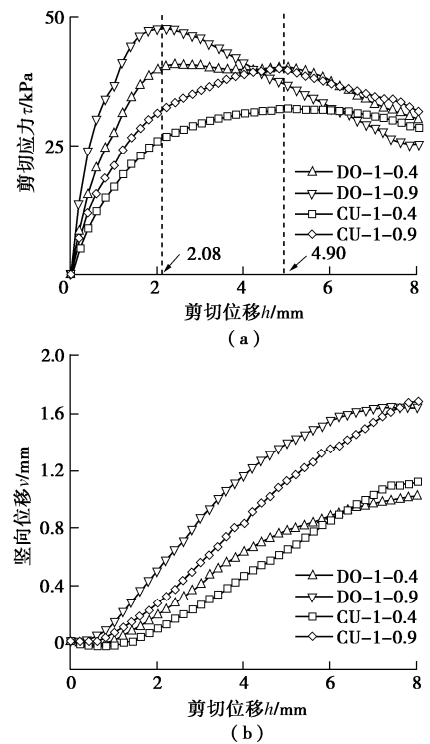 50
25
0
剪切应力τ/kPa
DO-1-0.4
DO-1-0.9
CU-1-0.4
CU-1-0.9
2.08
4.90
0 2 4 6 8
剪切位移h/mm
(a)
2.0
1.6
1.2
0.8
0.4
0
竖向位移v/mm
DO-1-0.4
DO-1-0.9
CU-1-0.4
CU-1-0.9
0 2 4 6 8
剪切位移h/mm
(b)